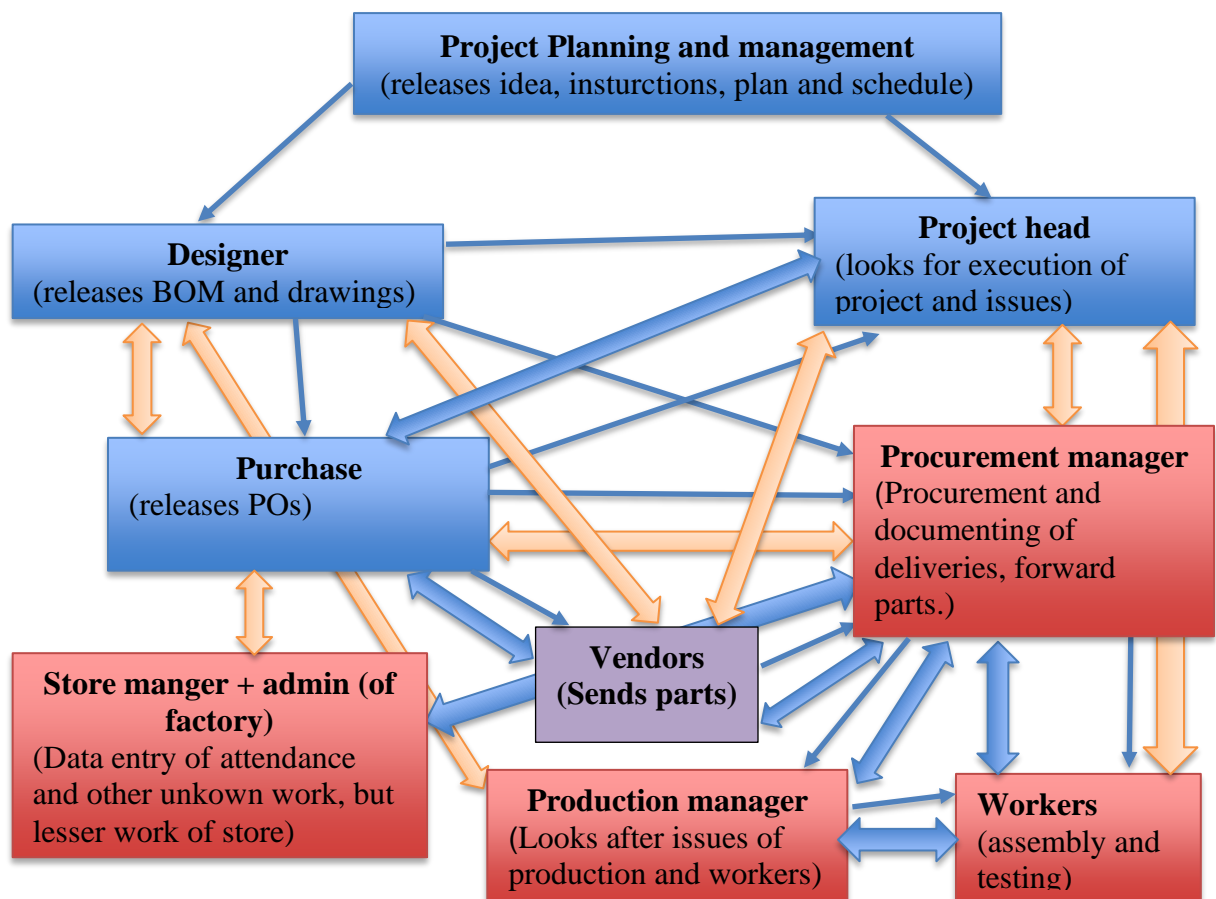 Project Planning and management
(releases idea, insturctions, plan and schedule)
Designer
(releases BOM and drawings)
Project head
(looks for execution of
project and issues)
Purchase
(releases POs)
Procurement manager
(Procurement and
documenting of
deliveries, forward
parts.)
Vendors
(Sends parts)
Store manger + admin (of
factory)
(Data entry of attendance
and other unkown work, but
lesser work of store)
Production manager
(Looks after issues of
production and workers)
Workers
(assembly and
testing)